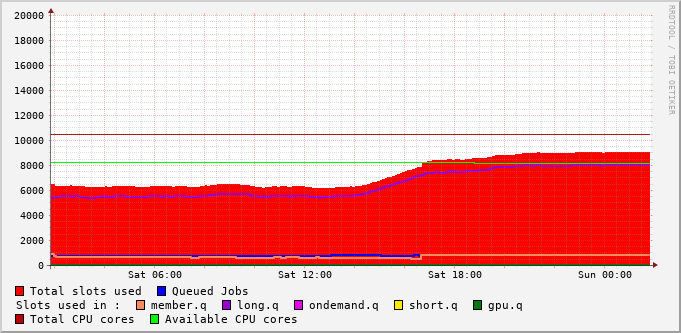 20000
18000
16000
14000
12000
10000
8000
6000
4000
2000
0
Sat 06:00 Sat 12:00 Sat 18:00 Sun 00:00
RRDTOOL / TOBI OETIKER
Total slots used Queued Jobs
Slots used in : member.q long.q ondemand.q short.q gpu.q
Total CPU cores Available CPU cores